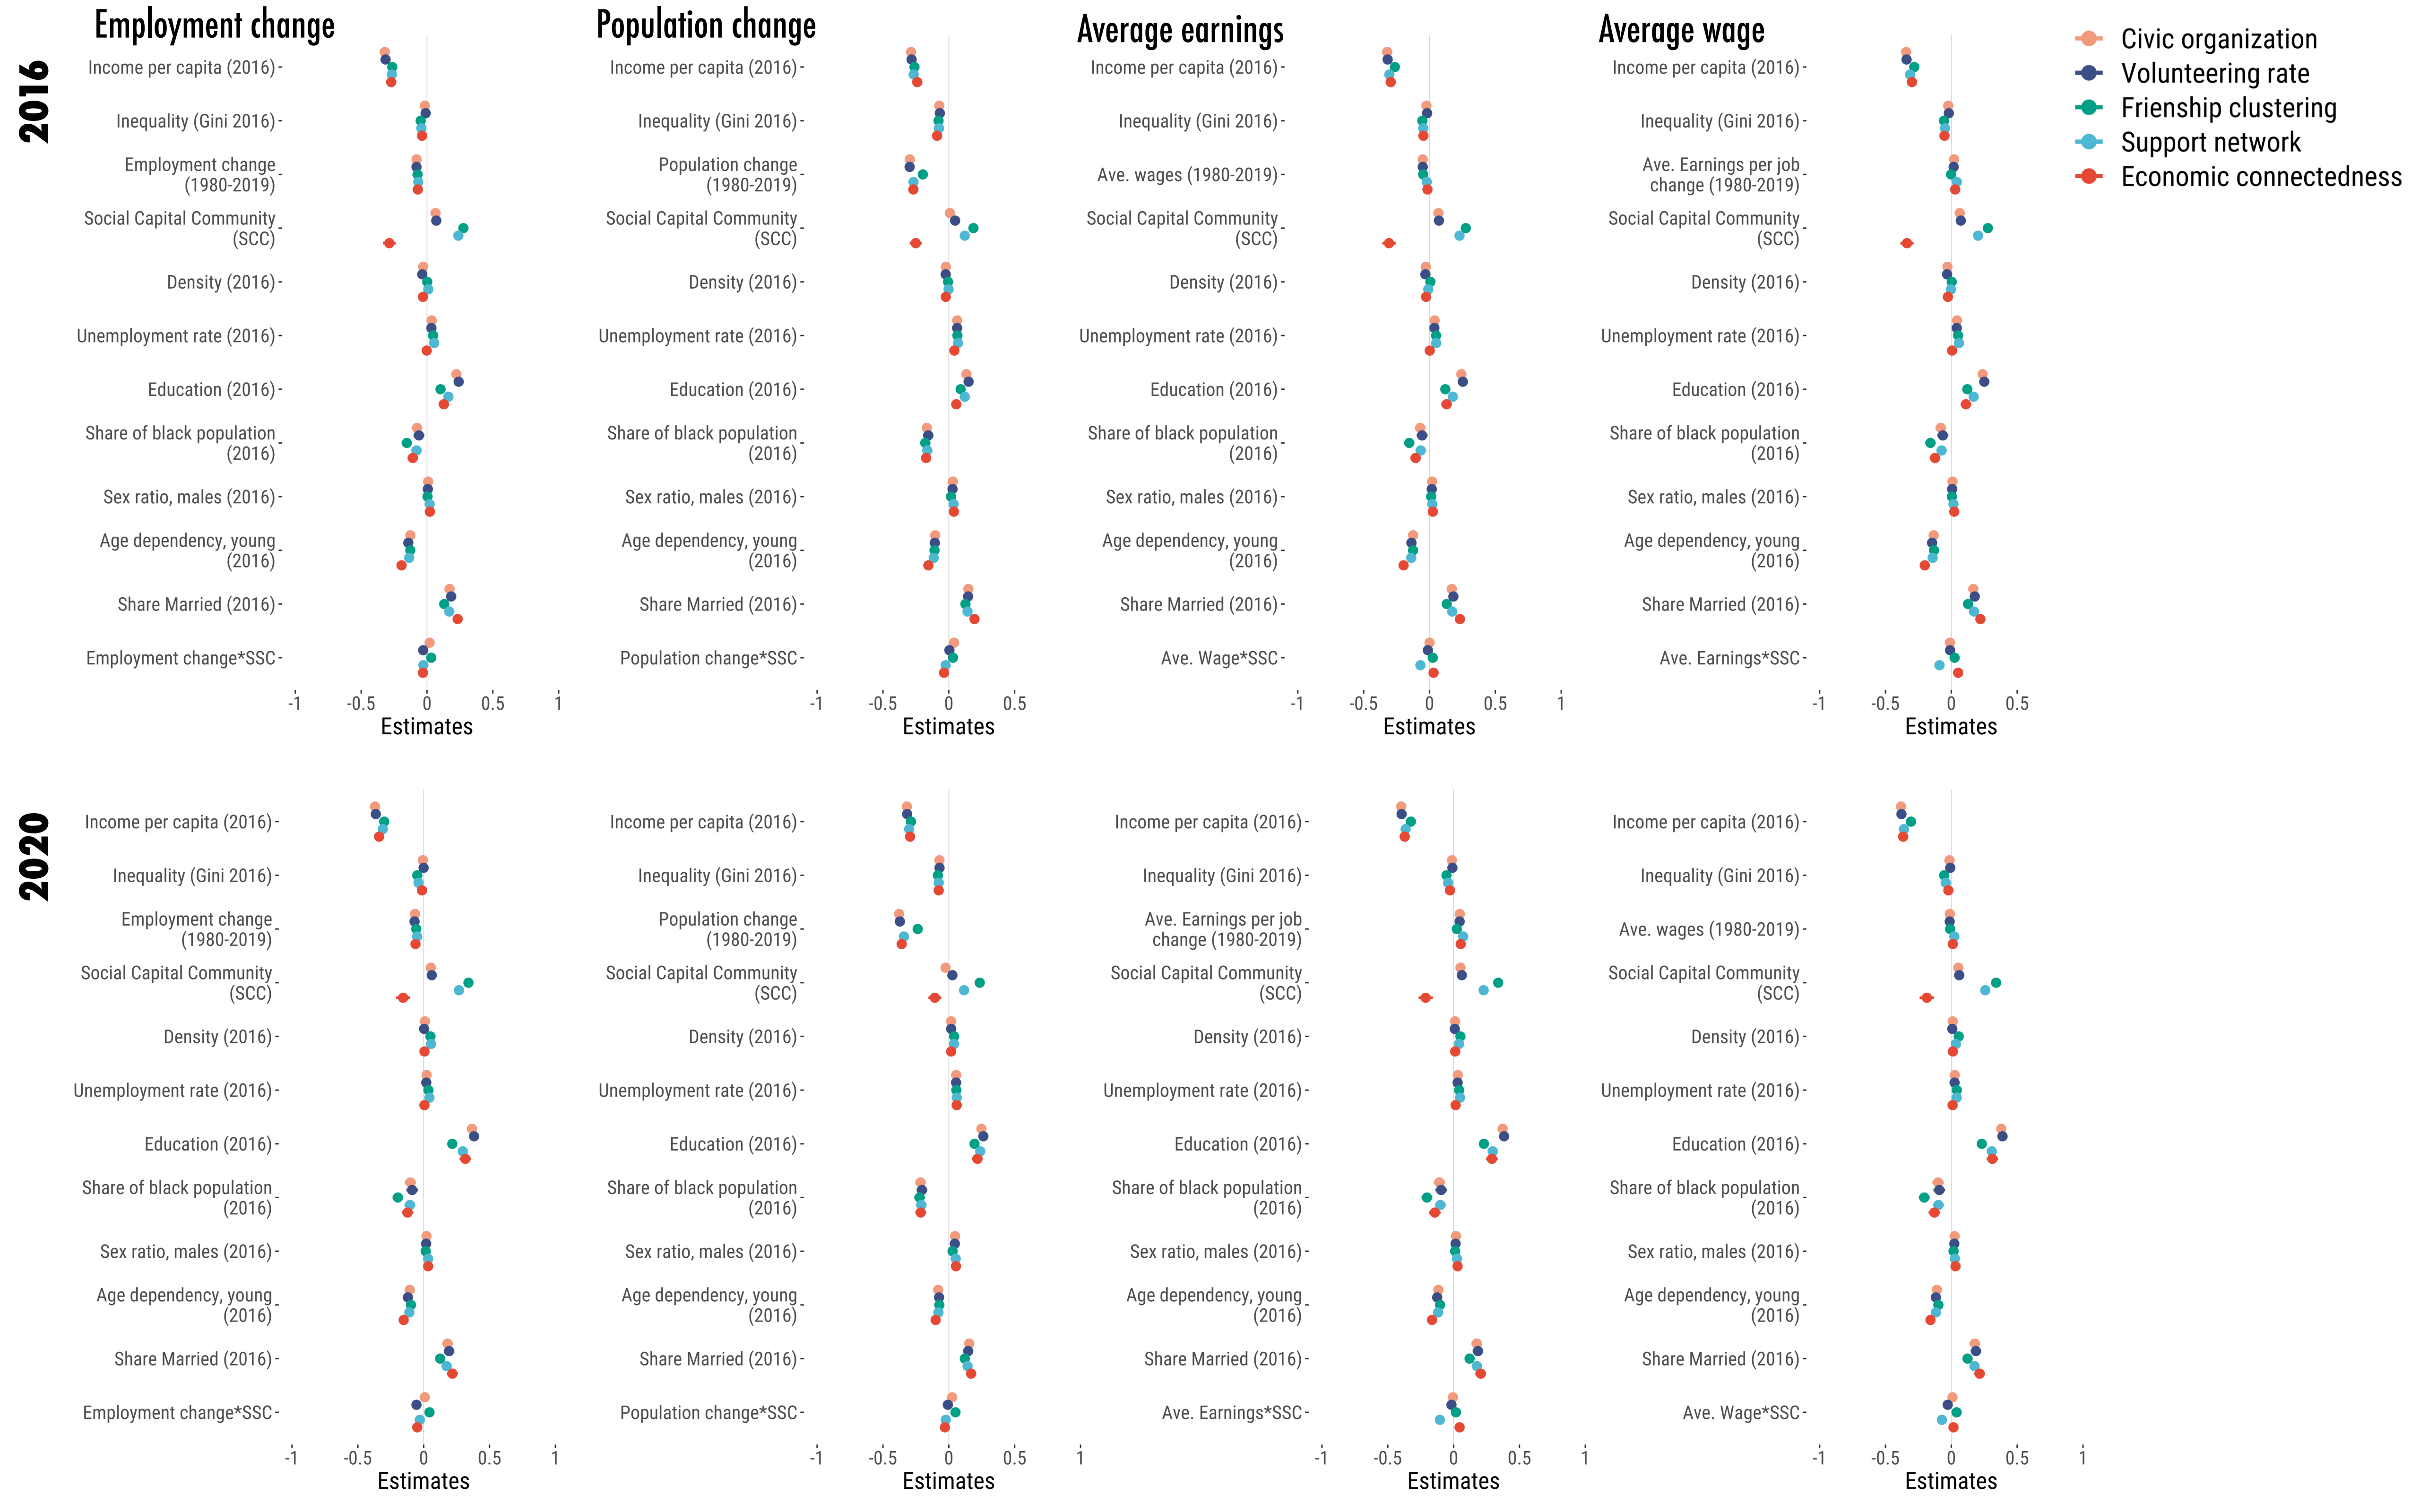 Employment change
Population change
Average earnings
Average wage
Civic organization
Volunteering rate
Frienship clustering
Support network
Economic connectedness
2016
Income per capita (2016)
Inequality (Gini 2016)
Employment change
(1980-2019)
Social Capital Community
(SCC)
Density (2016)
Unemployment rate (2016)
Education (2016)
Share of black population
(2016)
Sex ratio, males (2016)
Age dependency, young
(2016)
Share Married (2016)
Employment change*SSC
-1 -0.5 0 0.5 1
Estimates
Income per capita (2016)
Inequality (Gini 2016)
Population change
(1980-2019)
Social Capital Community
(SCC)
Density (2016)
Unemployment rate (2016)
Education (2016)
Share of black population
(2016)
Sex ratio, males (2016)
Age dependency, young
(2016)
Share Married (2016)
Population change*SSC
-1 -0.5 0 0.5
Estimates
Income per capita (2016)
Inequality (Gini 2016)
Ave. wages (1980-2019)
Social Capital Community
(SCC)
Density (2016)
Unemployment rate (2016)
Education (2016)
Share of black population
(2016)
Sex ratio, males (2016)
Age dependency, young
(2016)
Share Married (2016)
Ave. Wage*SSC
-1 -0.5 0 0.5 1
Estimates
Income per capita (2016)
Inequality (Gini 2016)
Ave. Earnings per job
change (1980-2019)
Social Capital Community
(SCC)
Density (2016)
Unemployment rate (2016)
Education (2016)
Share of black population
(2016)
Sex ratio, males (2016)
Age dependency, young
(2016)
Share Married (2016)
Ave. Earnings*SSC
-1 -0.5 0 0.5
Estimates
2020
Income per capita (2016)
Inequality (Gini 2016)
Employment change
(1980-2019)
Social Capital Community
(SCC)
Density (2016)
Unemployment rate (2016)
Education (2016)
Share of black population
(2016)
Sex ratio, males (2016)
Age dependency, young
(2016)
Share Married (2016)
Employment change*SSC
-1 -0.5 0 0.5 1
Estimates
Income per capita (2016)
Inequality (Gini 2016)
Population change
(1980-2019)
Social Capital Community
(SCC)
Density (2016)
Unemployment rate (2016)
Education (2016)
Share of black population
(2016)
Sex ratio, males (2016)
Age dependency, young
(2016)
Share Married (2016)
Population change*SSC
-1 -0.5 0 0.5 1
Estimates
Income per capita (2016)
Inequality (Gini 2016)
Ave. Earnings per job
change (1980-2019)
Social Capital Community
(SCC)
Density (2016)
Unemployment rate (2016)
Education (2016)
Share of black population
(2016)
Sex ratio, males (2016)
Age dependency, young
(2016)
Share Married (2016)
Ave. Earnings*SSC
-1 -0.5 0 0.5 1
Estimates
Income per capita (2016)
Inequality (Gini 2016)
Ave. wages (1980-2019)
Social Capital Community
(SCC)
Density (2016)
Unemployment rate (2016)
Education (2016)
Share of black population
(2016)
Sex ratio, males (2016)
Age dependency, young
(2016)
Share Married (2016)
Ave. Wage*SSC
-1 -0.5 0 0.5 1
Estimates